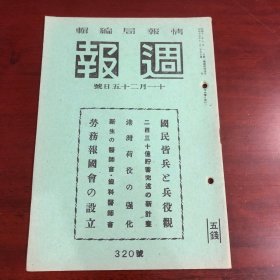 輯編局報情
報週
號日五十二月一十
國民皆兵と兵役觀
二百三十億貯蓄完遂の新計畫
港灣荷役の强化
新生の醫師會・齒科醫師會
勞務報國會の設立
五錢
320號